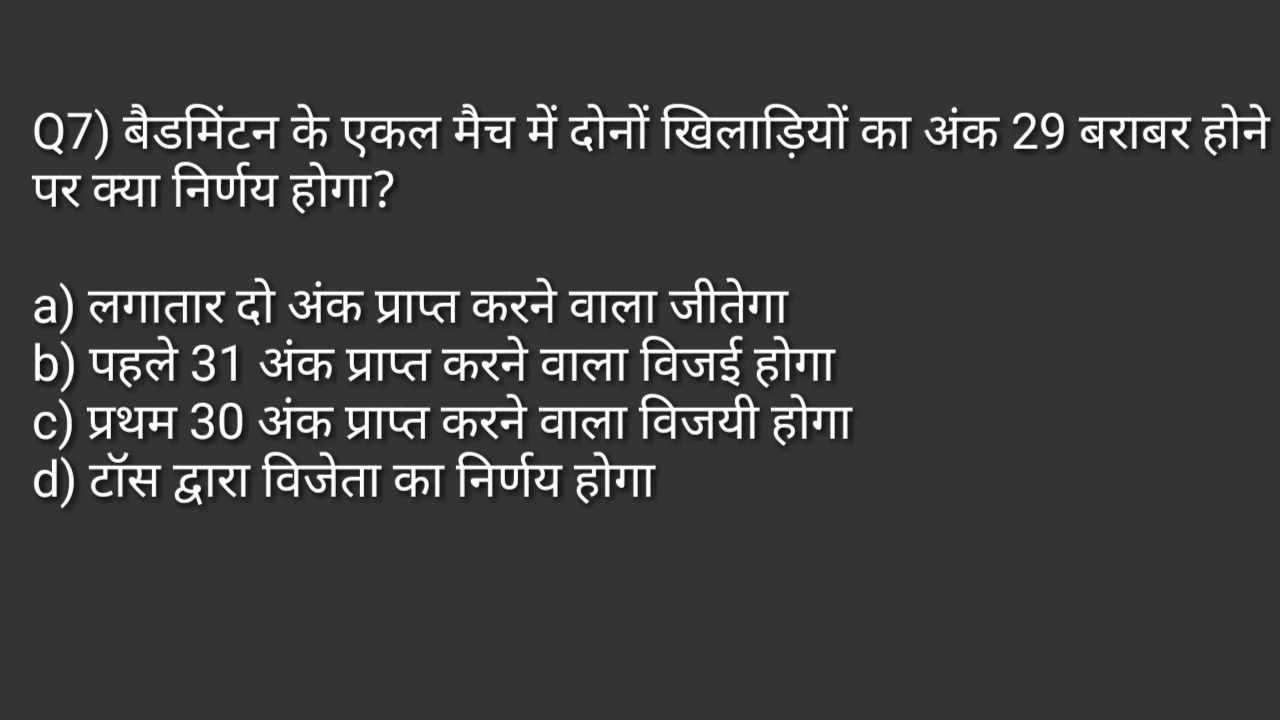 Q7) बैडमिंटन के एकल मैच में दोनों खिलाड़ियों का अंक 29 बराबर होने
पर क्या निर्णय होगा?
a) लगातार दो अंक प्राप्त करने वाला जीतेगा
b) पहले 31 अंक प्राप्त करने वाला विजई होगा
c) प्रथम 30 अंक प्राप्त करने वाला विजयी होगा
d) टॉस द्वारा विजेता का निर्णय होगा